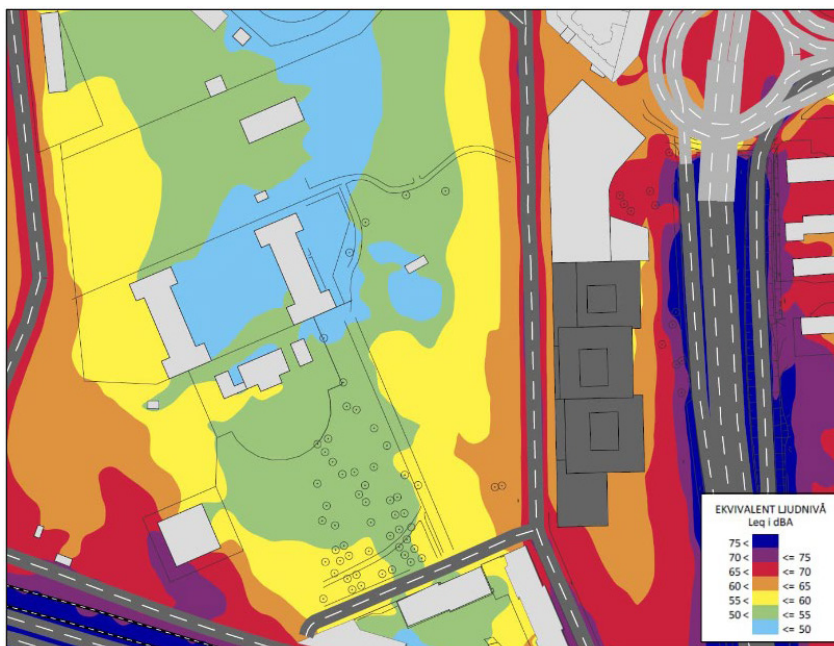 EKVIVALENT LJUDNIVÅ
Leq i dBA
75 <
70 < <= 75
65 < <= 70
60 < <= 65
55 < <= 60
50 < <= 55
<= 50